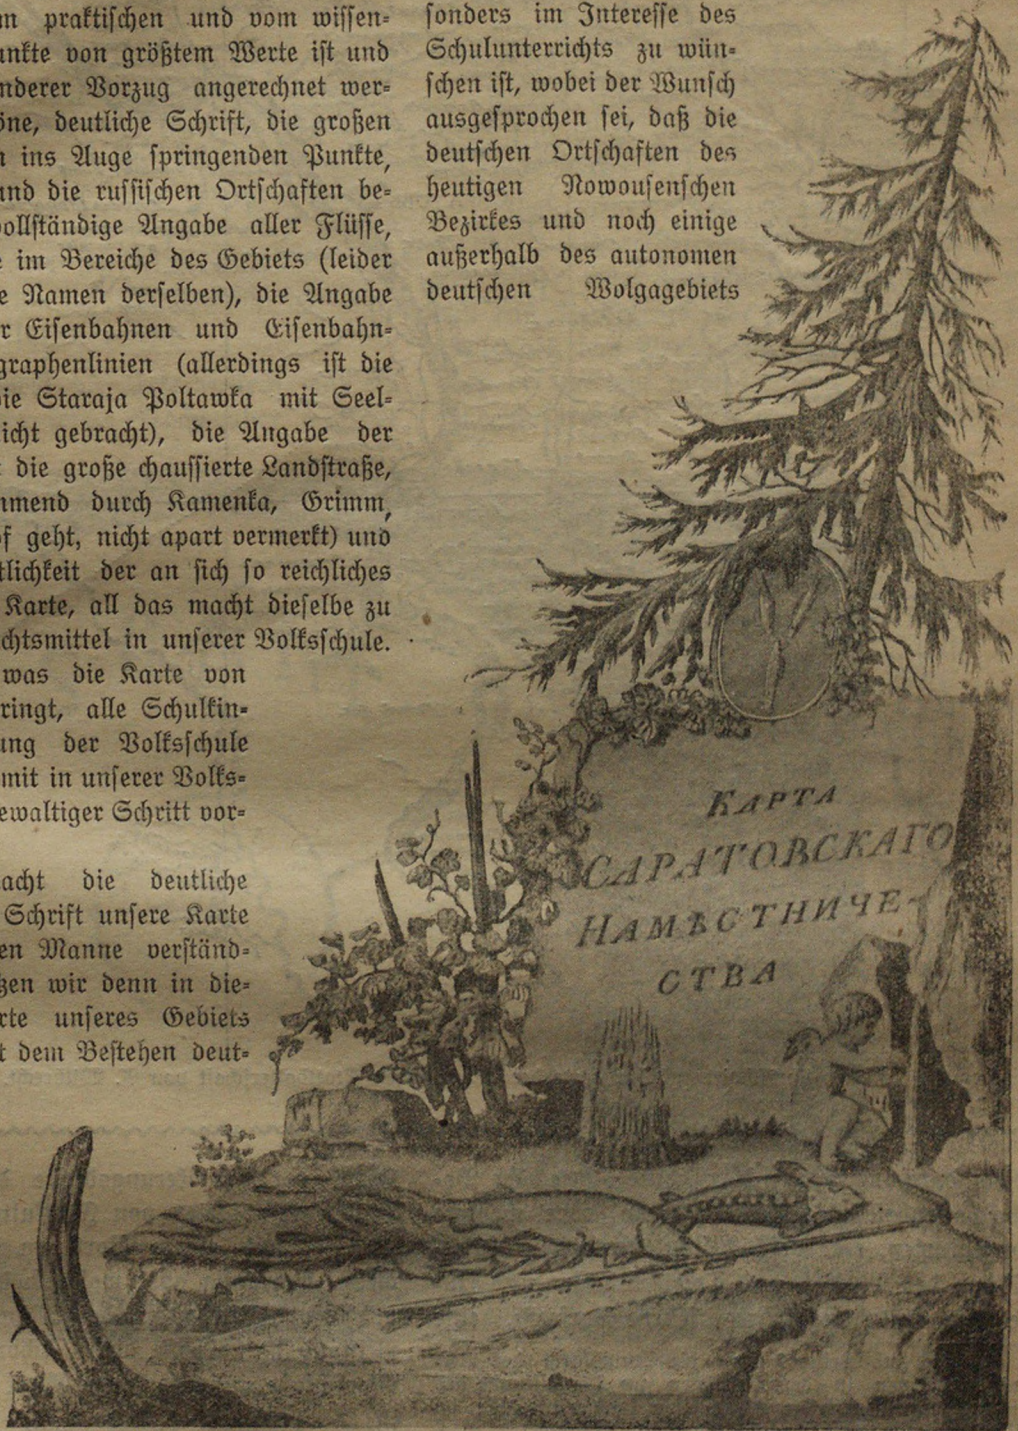 praktischen und vom wissen-
unkte von größtem Werte ist und
nderer Vorzug angerechnet wer-
öne, deutliche Schrift, die großen
ins Auge springenden Punkte,
und die russischen Ortschaften be-
ollständige Angabe aller Flüsse,
e im Bereiche des Gebiets (leider
e Namen derselben), die Angabe
r Eisenbahnen und Eisenbahn-
graphenlinien (allerdings ist die
ie Staraja Poltawka mit Seel-
icht gebracht), die Angabe der
t die große chaussierte Landstraße,
mmend durch Kamenka, Grimm,
f geht, nicht apart vermerkt) und
tlichkeit der an sich so reichliches
Karte, all das macht dieselbe zu
chtsmittel in unserer Volksschule.
was die Karte von
ringt, alle Schulkin-
ung der Volksschule
mit in unserer Volks-
ewaltiger Schritt vor-
acht die deutliche
Schrift unsere Karte
en Manne verständ-
zen wir denn in die-
rte unseres Gebiets
t dem Bestehen deut-
sonders im Interesse des
Schulunterrichts zu wün-
schen ist, wobei der Wunsch
ausgesprochen sei, daß die
deutschen Ortschaften des
heutigen Nowousenschen
Bezirkes und noch einige
außerhalb des autonomen
deutschen Wolgagebiets
КАРТА
САРАТОВСКАГО
НАМѢСТНИЧЕ-
СТВА